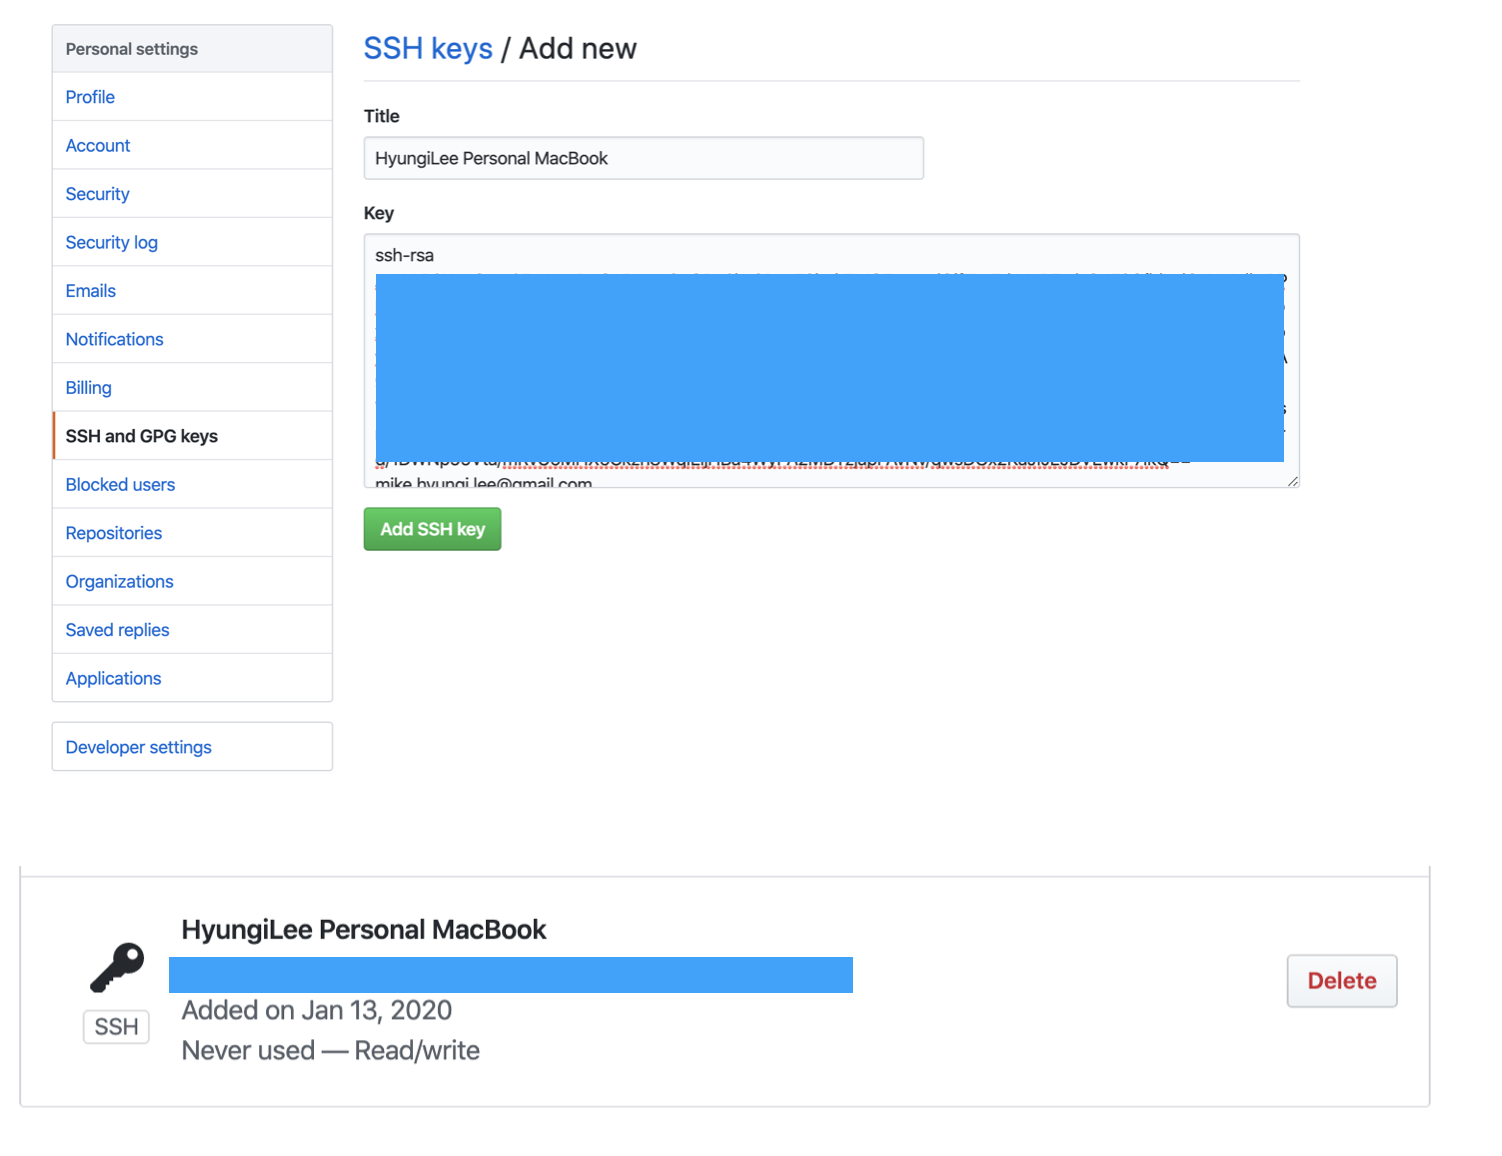 Personal settings
Profile
Account
Security
Security log
Emails
Notifications
Billing
SSH and GPG keys
Blocked users
Repositories
Organizations
Saved replies
Applications
Developer settings
SSH keys / Add new
Title
HyungiLee Personal MacBook
Key
ssh-rsa
mike.hyungi.lee@gmail.com
Add SSH key
HyungiLee Personal MacBook
SSH
Added on Jan 13, 2020
Never used — Read/write
Delete